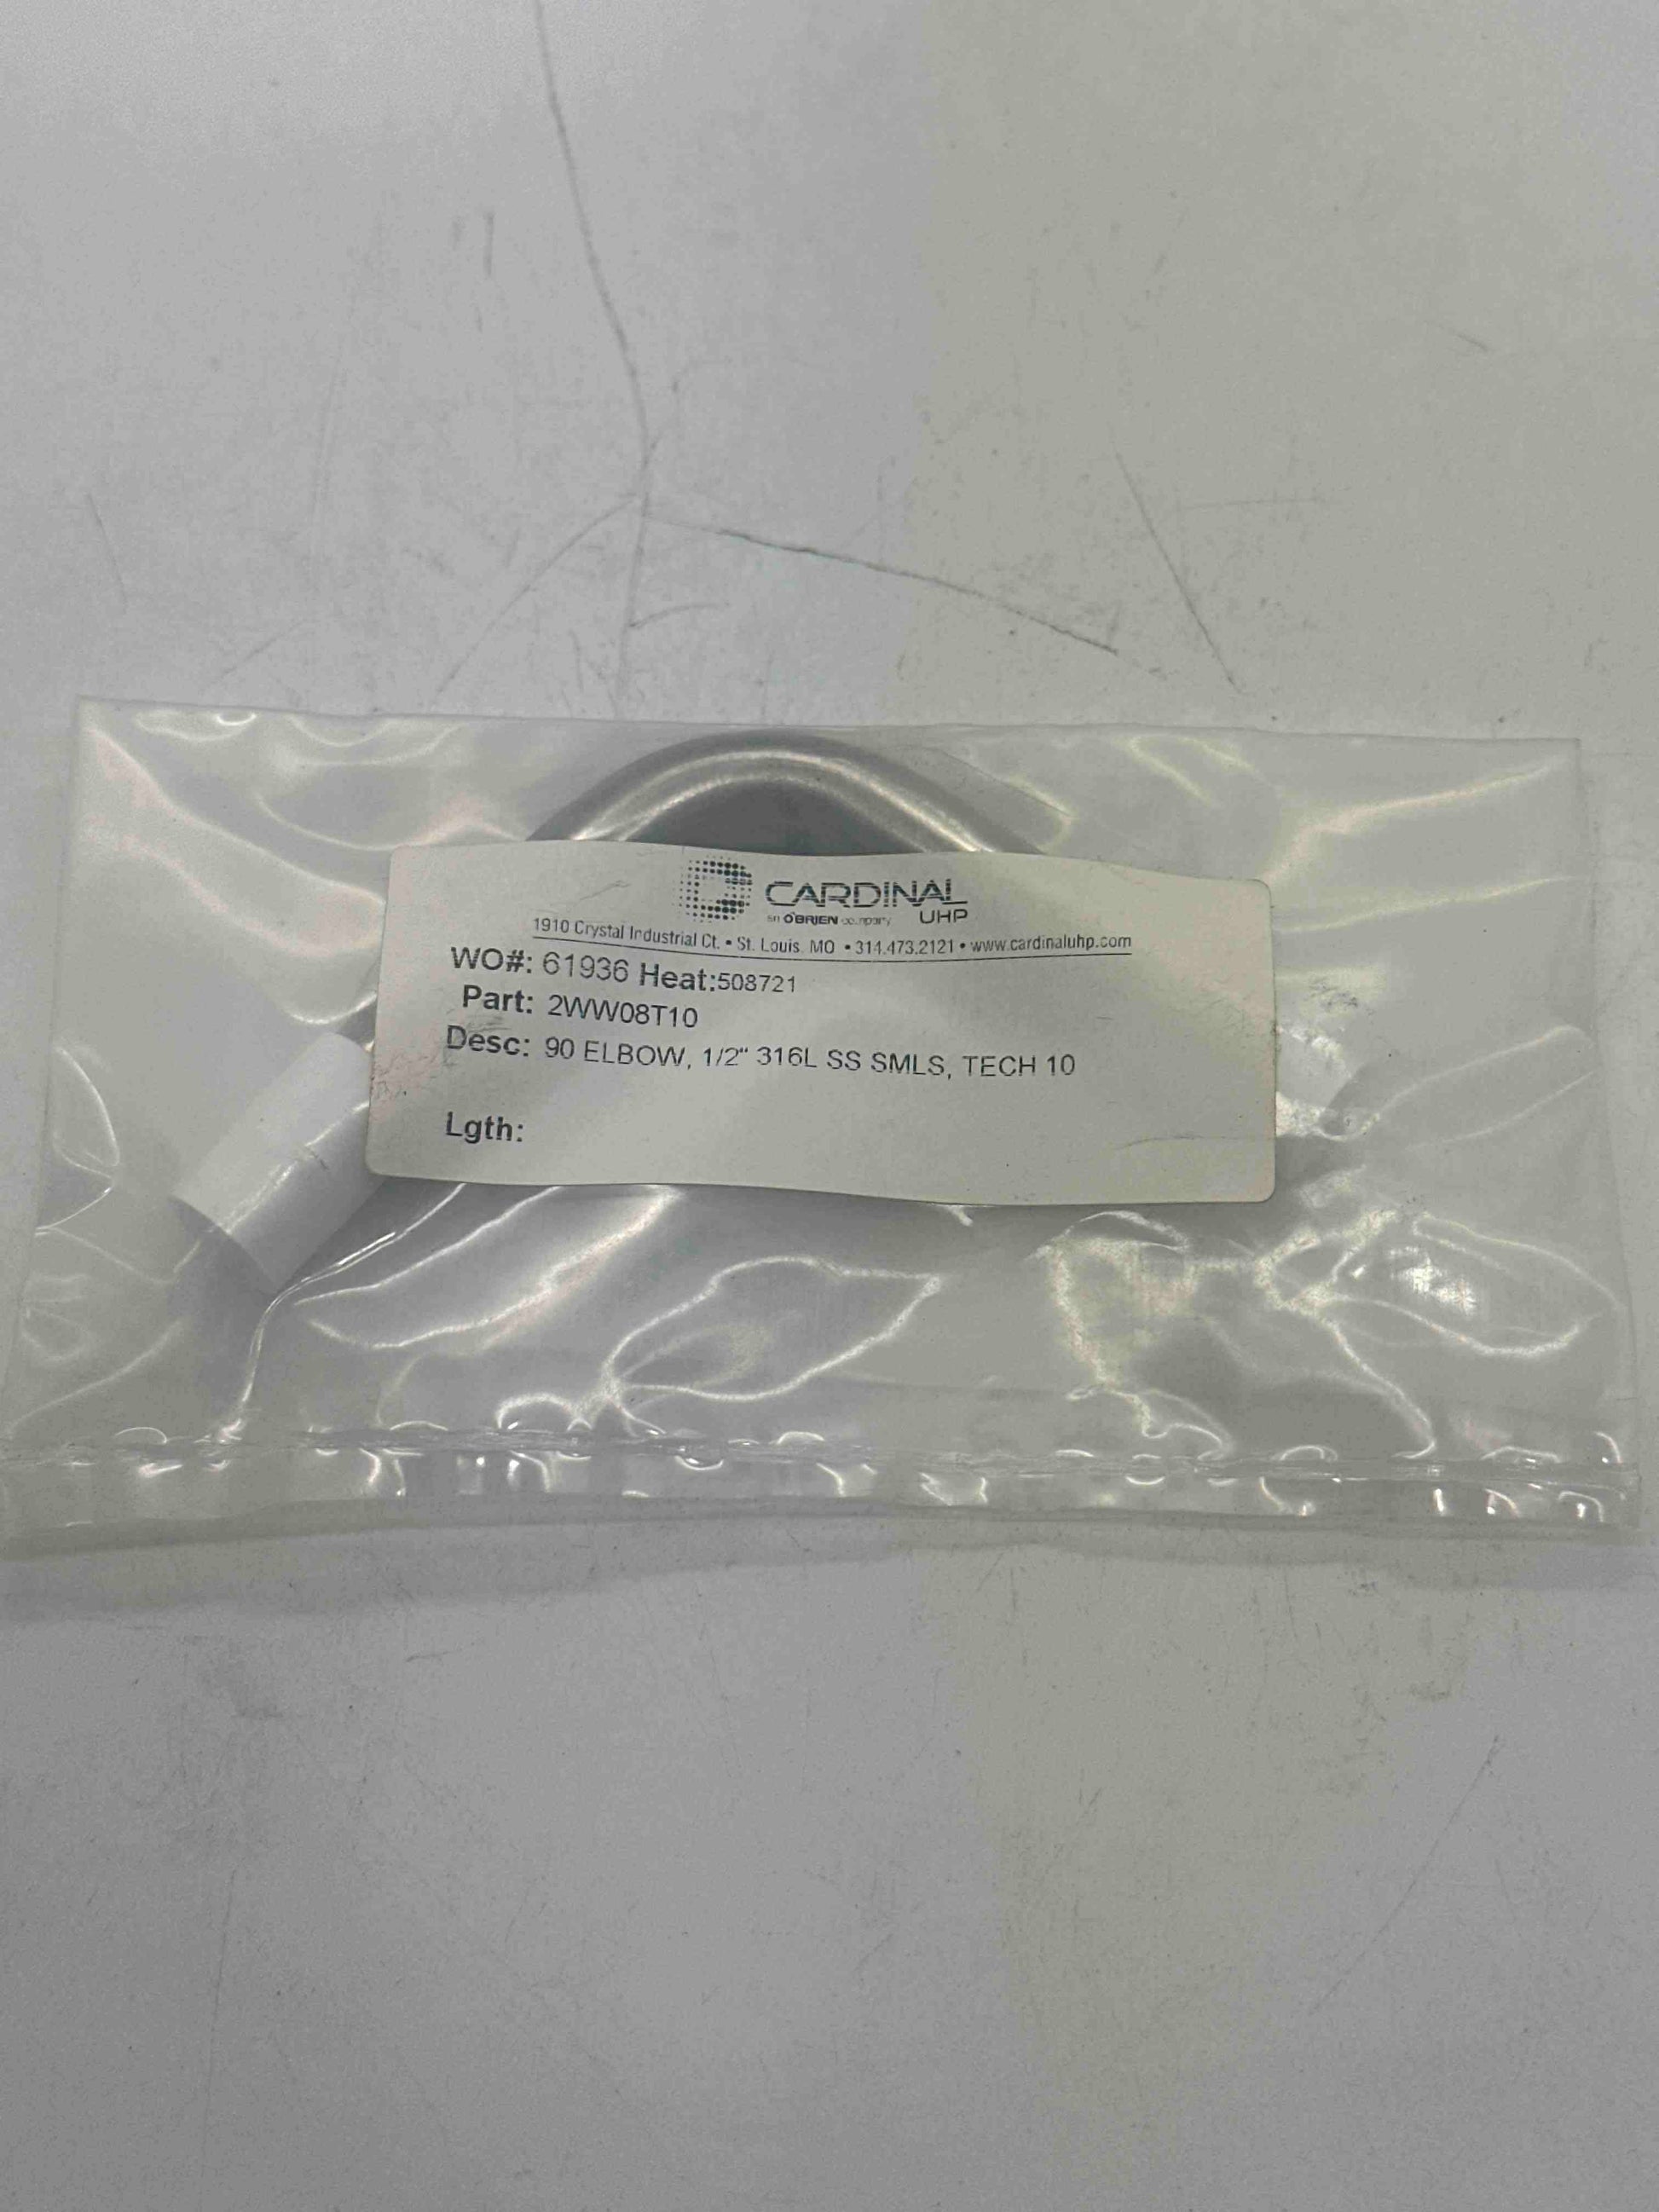 CARDINAL
an O'BRIEN company UHP
1910 Crystal Industrial Ct. • St. Louis, MO • 314.473.2121 • www.cardinaluhp.com
WO#: 61936 Heat:508721
Part: 2WW08T10
Desc: 90 ELBOW, 1/2" 316L SS SMLS, TECH 10
Lgth: